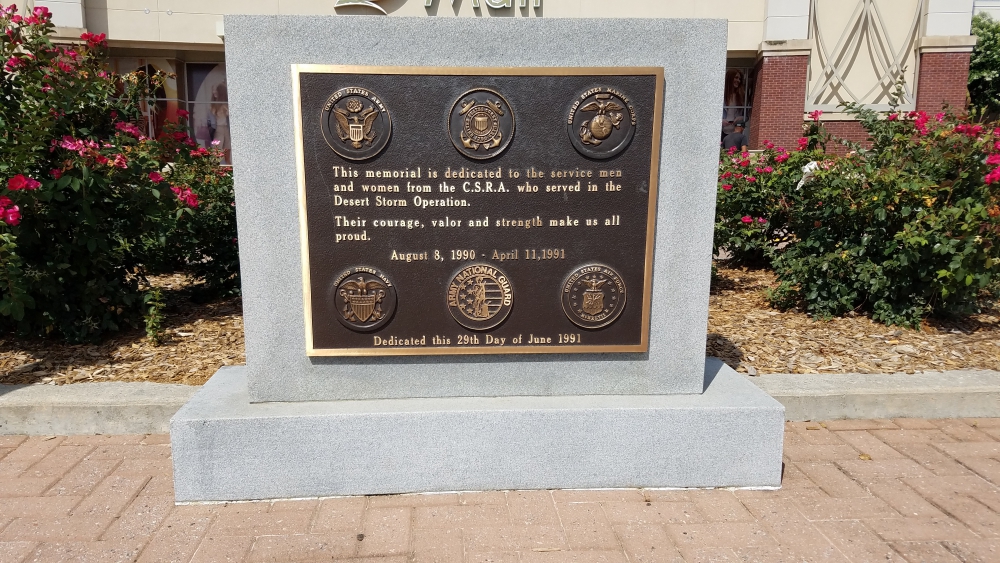 Mall
UNITED STATES ARMY
UNITED STATES MARINE CORPS
This memorial is dedicated to the service men
and women from the C.S.R.A. who served in the
Desert Storm Operation.
Their courage, valor and strength make us all
proud.
August 8, 1990 - April 11,1991
UNITED STATES NAVY
ARMY NATIONAL GUARD
UNITED STATES AIR FORCE
Dedicated this 29th Day of June 1991